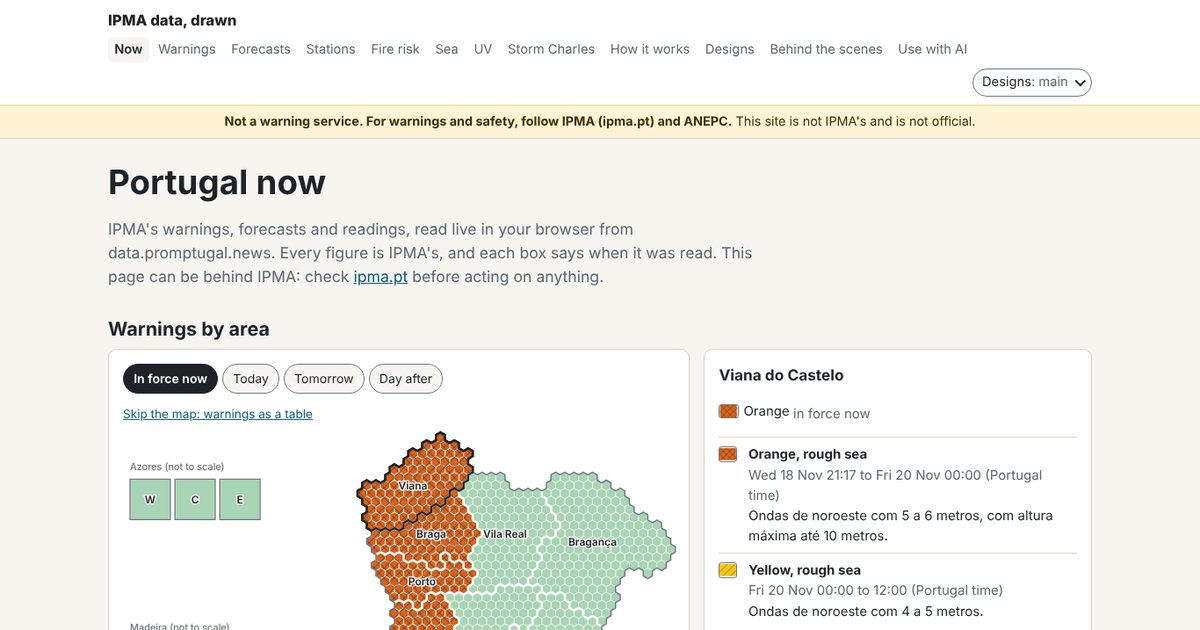 IPMA data, drawn
Now Warnings Forecasts Stations Fire risk Sea UV Storm Charles How it works Designs Behind the scenes Use with AI
Designs: main
Not a warning service. For warnings and safety, follow IPMA (ipma.pt) and ANEPC. This site is not IPMA's and is not official.
Portugal now
IPMA's warnings, forecasts and readings, read live in your browser from
data.promptugal.news. Every figure is IPMA's, and each box says when it was read. This
page can be behind IPMA: check ipma.pt before acting on anything.
Warnings by area
In force now Today Tomorrow Day after
Skip the map: warnings as a table
Azores (not to scale)
W C E
Viana
Braga
Vila Real
Bragança
Porto
Madeira (not to scale)
Viana do Castelo
Orange in force now
Orange, rough sea
Wed 18 Nov 21:17 to Fri 20 Nov 00:00 (Portugal
time)
Ondas de noroeste com 5 a 6 metros, com altura
máxima até 10 metros.
Yellow, rough sea
Fri 20 Nov 00:00 to 12:00 (Portugal time)
Ondas de noroeste com 4 a 5 metros.